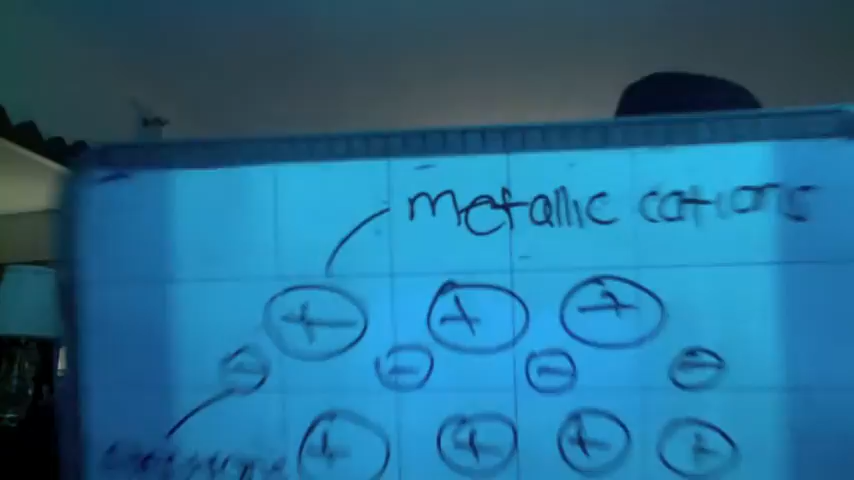 metallic cations
+ + +
- - - -
+ + + +